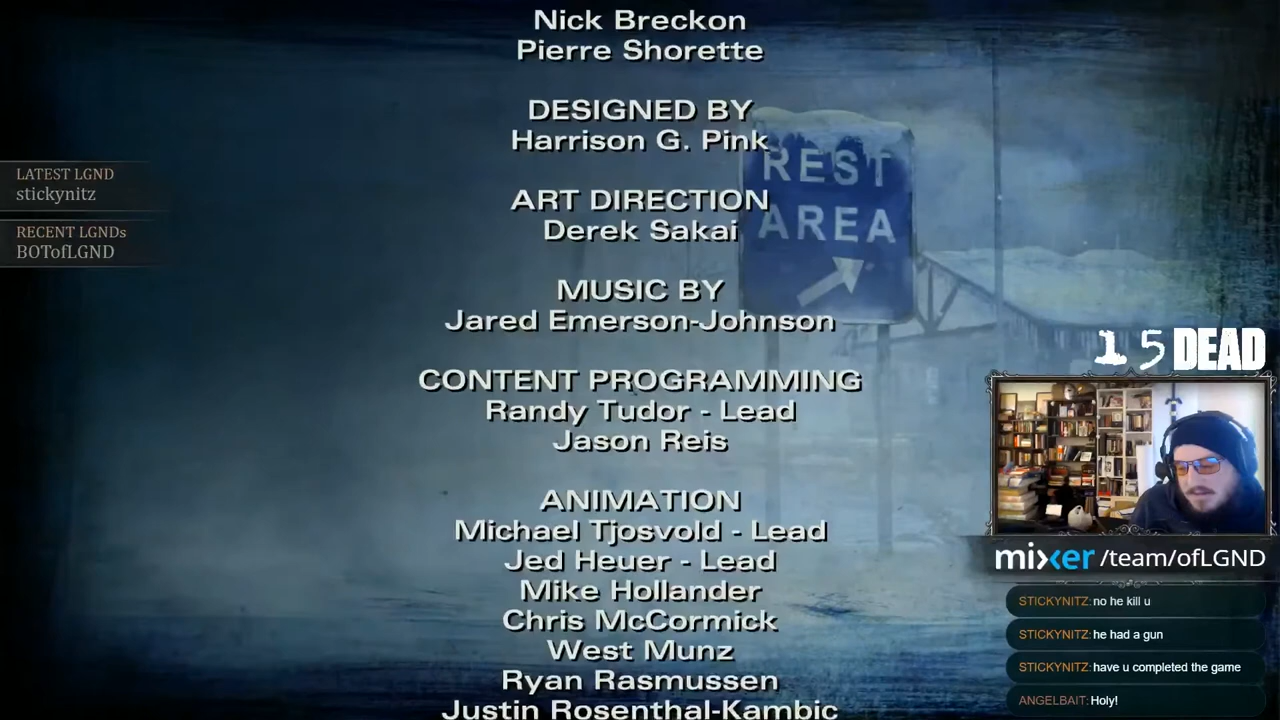 Nick Breckon
Pierre Shorette
DESIGNED BY
Harrison G. Pink
ART DIRECTION
Derek Sakai
MUSIC BY
Jared Emerson-Johnson
CONTENT PROGRAMMING
Randy Tudor - Lead
Jason Reis
ANIMATION
Michael Tjosvold - Lead
Jed Heuer - Lead
Mike Hollander
Chris McCormick
West Munz
Ryan Rasmussen
Justin Rosenthal-Kambic
REST
AREA
LATEST LGND
stickynitz
RECENT LGNDs
BOTofLGND
15 DEAD
mixer /team/ofLGND
STICKYNITZ: no he kill u
STICKYNITZ: he had a gun
STICKYNITZ: have u completed the game
ANGELBAIT: Holy!